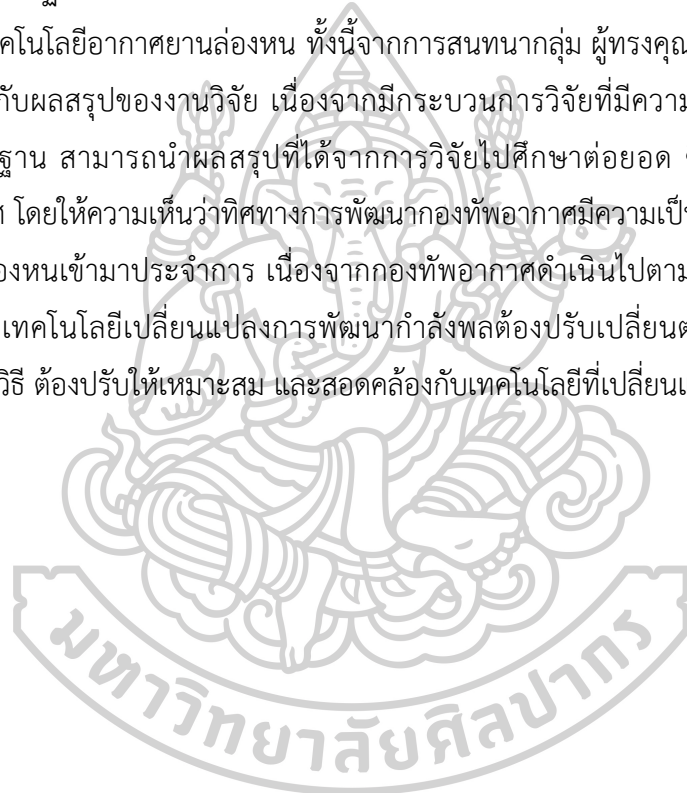 คโนโลยีอากาศยานล่องหน ทั้งนี้จากการสนทนากลุ่ม ผู้ทรงคุณ
กับผลสรุปของงานวิจัย เนื่องจากมีกระบวนการวิจัยที่มีความ
ฐาน สามารถนำผลสรุปที่ได้จากการวิจัยไปศึกษาต่อยอด
โดยให้ความเห็นว่าทิศทางการพัฒนากองทัพอากาศมีความเป็
องหนเข้ามาประจำการ เนื่องจากกองทัพอากาศดำเนินไปตาม
เทคโนโลยีเปลี่ยนแปลงการพัฒนากำลังพลต้องปรับเปลี่ยนต
วิธี ต้องปรับให้เหมาะสม และสอดคล้องกับเทคโนโลยีที่เปลี่ยนแ
มหาวิทยาลัยศิลปากร